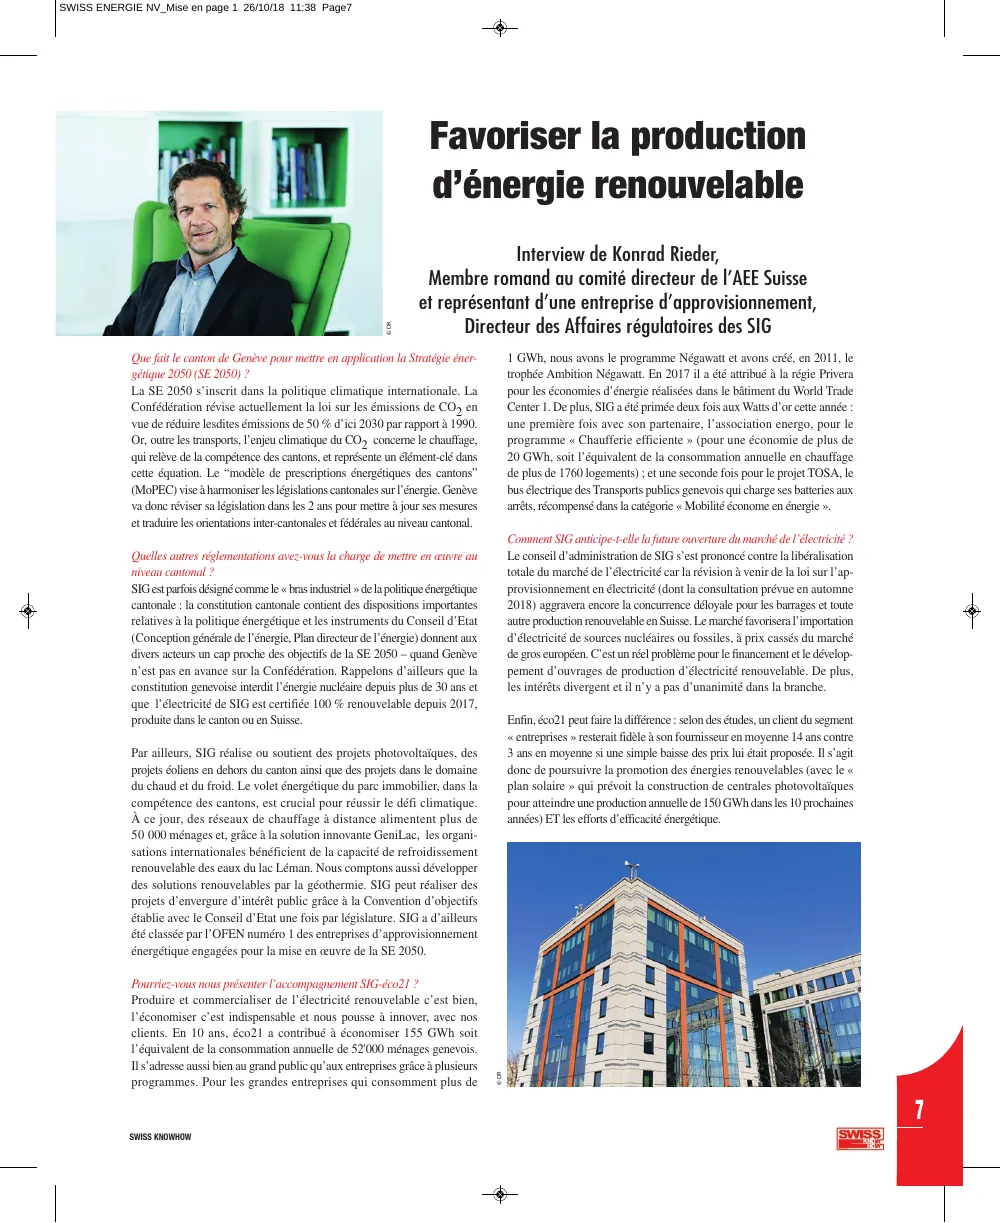 SWISS ENERGIE NV_Mise en page 1 26/10/18 11:38 Page7
Favoriser la production
d’énergie renouvelable
Interview de Konrad Rieder,
Membre romand au comité directeur de l’AEE Suisse
et représentant d’une entreprise d’approvisionnement,
Directeur des Affaires régulatoires des SIG
© DR
Que fait le canton de Genève pour mettre en application la Stratégie éner-
gétique 2050 (SE 2050) ?
La SE 2050 s’inscrit dans la politique climatique internationale. La
Confédération révise actuellement la loi sur les émissions de CO2 en
vue de réduire lesdites émissions de 50 % d’ici 2030 par rapport à 1990.
Or, outre les transports, l’enjeu climatique du CO2 concerne le chauffage,
qui relève de la compétence des cantons, et représente un élément-clé dans
cette équation. Le “modèle de prescriptions énergétiques des cantons”
(MoPEC) vise à harmoniser les législations cantonales sur l’énergie. Genève
va donc réviser sa législation dans les 2 ans pour mettre à jour ses mesures
et traduire les orientations inter-cantonales et fédérales au niveau cantonal.
Quelles autres réglementations avez-vous la charge de mettre en œuvre au
niveau cantonal ?
SIG est parfois désigné comme le « bras industriel » de la politique énergétique
cantonale : la constitution cantonale contient des dispositions importantes
relatives à la politique énergétique et les instruments du Conseil d’Etat
(Conception générale de l’énergie, Plan directeur de l’énergie) donnent aux
divers acteurs un cap proche des objectifs de la SE 2050 – quand Genève
n’est pas en avance sur la Confédération. Rappelons d’ailleurs que la
constitution genevoise interdit l’énergie nucléaire depuis plus de 30 ans et
que l’électricité de SIG est certifiée 100 % renouvelable depuis 2017,
produite dans le canton ou en Suisse.
Par ailleurs, SIG réalise ou soutient des projets photovoltaïques, des
projets éoliens en dehors du canton ainsi que des projets dans le domaine
du chaud et du froid. Le volet énergétique du parc immobilier, dans la
compétence des cantons, est crucial pour réussir le défi climatique.
À ce jour, des réseaux de chauffage à distance alimentent plus de
50 000 ménages et, grâce à la solution innovante GeniLac, les organi-
sations internationales bénéficient de la capacité de refroidissement
renouvelable des eaux du lac Léman. Nous comptons aussi développer
des solutions renouvelables par la géothermie. SIG peut réaliser des
projets d’envergure d’intérêt public grâce à la Convention d’objectifs
établie avec le Conseil d’Etat une fois par législature. SIG a d’ailleurs
été classée par l’OFEN numéro 1 des entreprises d’approvisionnement
énergétique engagées pour la mise en œuvre de la SE 2050.
Pourriez-vous nous présenter l’accompagnement SIG-éco21 ?
Produire et commercialiser de l’électricité renouvelable c’est bien,
l’économiser c’est indispensable et nous pousse à innover, avec nos
clients. En 10 ans, éco21 a contribué à économiser 155 GWh soit
l’équivalent de la consommation annuelle de 52'000 ménages genevois.
Il s’adresse aussi bien au grand public qu’aux entreprises grâce à plusieurs
programmes. Pour les grandes entreprises qui consomment plus de
1 GWh, nous avons le programme Négawatt et avons créé, en 2011, le
trophée Ambition Négawatt. En 2017 il a été attribué à la régie Privera
pour les économies d’énergie réalisées dans le bâtiment du World Trade
Center 1. De plus, SIG a été primée deux fois aux Watts d’or cette année :
une première fois avec son partenaire, l’association energo, pour le
programme « Chaufferie efficiente » (pour une économie de plus de
20 GWh, soit l’équivalent de la consommation annuelle en chauffage
de plus de 1760 logements) ; et une seconde fois pour le projet TOSA, le
bus électrique des Transports publics genevois qui charge ses batteries aux
arrêts, récompensé dans la catégorie « Mobilité économe en énergie ».
Comment SIG anticipe-t-elle la future ouverture du marché de l’électricité ?
Le conseil d’administration de SIG s’est prononcé contre la libéralisation
totale du marché de l’électricité car la révision à venir de la loi sur l’ap-
provisionnement en électricité (dont la consultation prévue en automne
2018) aggravera encore la concurrence déloyale pour les barrages et toute
autre production renouvelable en Suisse. Le marché favorisera l’importation
d’électricité de sources nucléaires ou fossiles, à prix cassés du marché
de gros européen. C’est un réel problème pour le financement et le dévelop-
pement d’ouvrages de production d’électricité renouvelable. De plus,
les intérêts divergent et il n’y a pas d’unanimité dans la branche.
Enfin, éco21 peut faire la différence : selon des études, un client du segment
« entreprises » resterait fidèle à son fournisseur en moyenne 14 ans contre
3 ans en moyenne si une simple baisse des prix lui était proposée. Il s’agit
donc de poursuivre la promotion des énergies renouvelables (avec le «
plan solaire » qui prévoit la construction de centrales photovoltaïques
pour atteindre une production annuelle de 150 GWh dans les 10 prochaines
années) ET les efforts d’efficacité énergétique.
© DR
SWISS KNOWHOW
SWISS
7